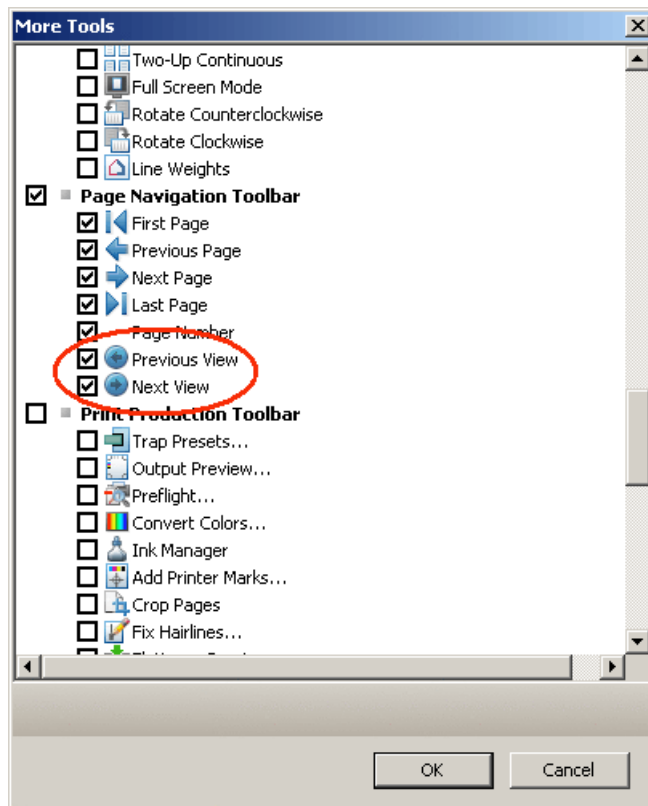 More Tools
Two-Up Continuous
Full Screen Mode
Rotate Counterclockwise
Rotate Clockwise
Line Weights
Page Navigation Toolbar
First Page
Previous Page
Next Page
Last Page
Page Number
Previous View
Next View
Print Production Toolbar
Trap Presets...
Output Preview...
Preflight...
Convert Colors...
Ink Manager
Add Printer Marks...
Crop Pages
Fix Hairlines...
OK
Cancel